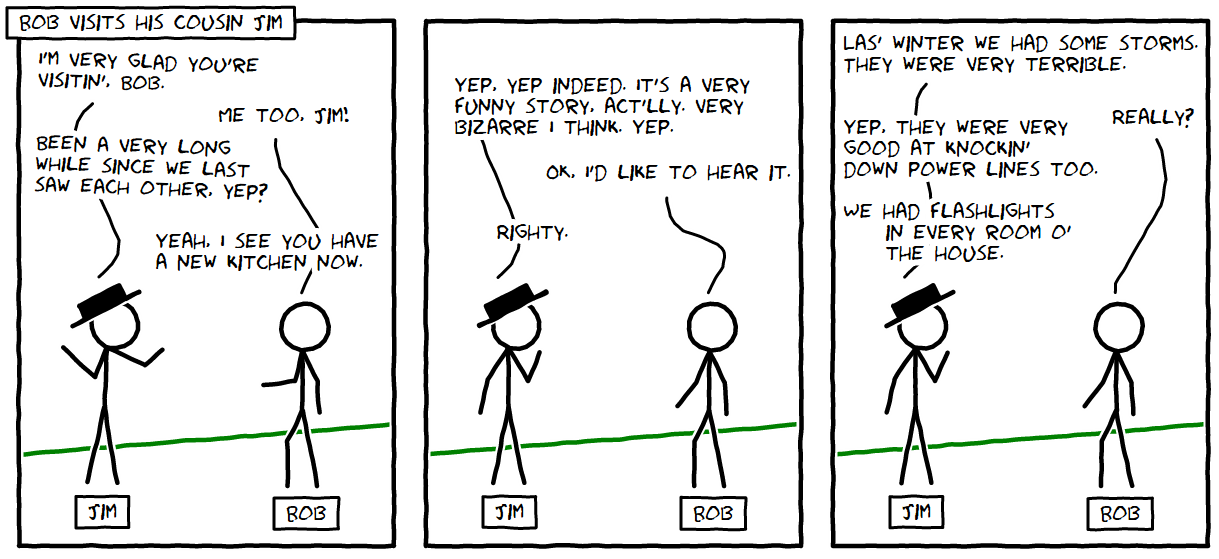 BOB VISITS HIS COUSIN JIM
I'M VERY GLAD YOU'RE
VISITIN', BOB.
ME TOO, JIM!
BEEN A VERY LONG
WHILE SINCE WE LAST
SAW EACH OTHER, YEP?
YEAH, I SEE YOU HAVE
A NEW KITCHEN NOW.
JIM
BOB
YEP, YEP INDEED. IT'S A VERY
FUNNY STORY, ACT'LLY. VERY
BIZARRE I THINK. YEP.
OK, I'D LIKE TO HEAR IT.
RIGHTY.
JIM
BOB
LAS' WINTER WE HAD SOME STORMS.
THEY WERE VERY TERRIBLE.
REALLY?
YEP, THEY WERE VERY
GOOD AT KNOCKIN'
DOWN POWER LINES TOO.
WE HAD FLASHLIGHTS
IN EVERY ROOM O'
THE HOUSE.
JIM
BOB